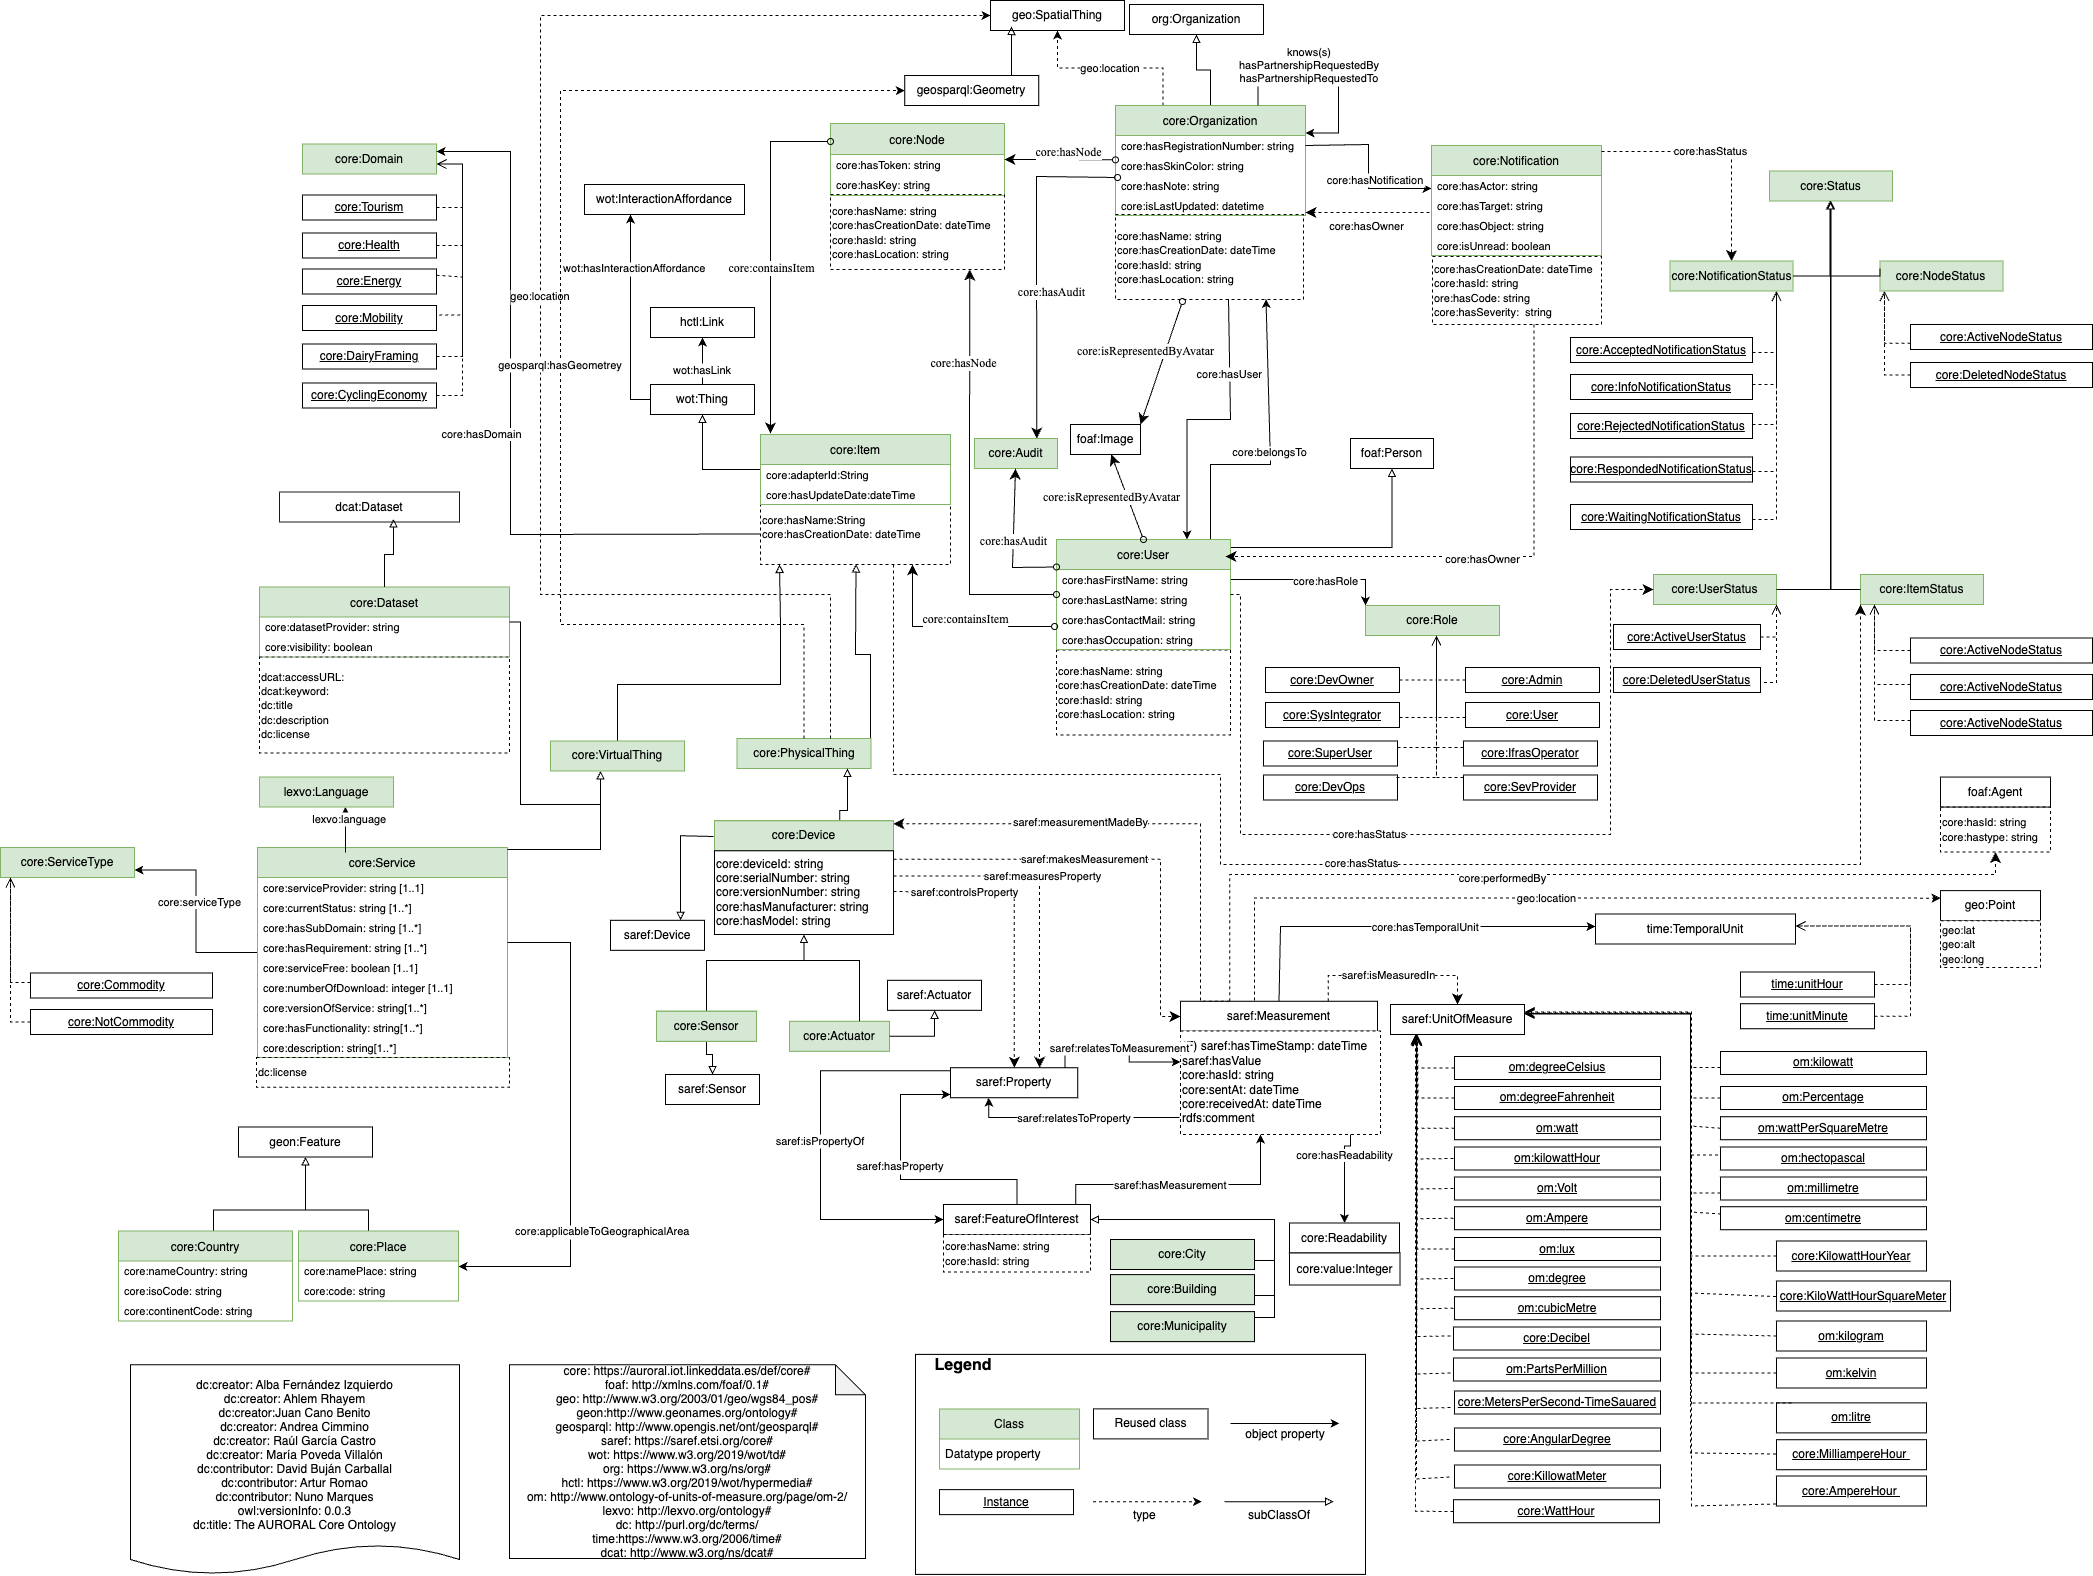 geo:SpatialThing
org:Organization
geo:location
knows(s)
hasPartnershipRequestedBy
hasPartnershipRequestedTo
geosparql:Geometry
core:Organization
core:hasRegistrationNumber: string
core:hasSkinColor: string
core:hasNote: string
core:isLastUpdated: datetime
core:hasName: string
core:hasCreationDate: dateTime
core:hasId: string
core:hasLocation: string
core:Node
core:hasToken: string
core:hasKey: string
core:hasName: string
core:hasCreationDate: dateTime
core:hasId: string
core:hasLocation: string
core:hasNode
core:hasNotification
core:hasOwner
core:Notification
core:hasActor: string
core:hasTarget: string
core:hasObject: string
core:isUnread: boolean
core:hasCreationDate: dateTime
core:hasId: string
ore:hasCode: string
core:hasSeverity: string
core:hasStatus
core:Status
core:NotificationStatus
core:NodeStatus
core:ActiveNodeStatus
core:DeletedNodeStatus
core:AcceptedNotificationStatus
core:InfoNotificationStatus
core:RejectedNotificationStatus
core:RespondedNotificationStatus
core:WaitingNotificationStatus
core:Domain
core:Tourism
core:Health
core:Energy
core:Mobility
core:DairyFraming
core:CyclingEconomy
wot:InteractionAffordance
wot:hasInteractionAffordance
geo:location
geosparql:hasGeometrey
core:hasDomain
hctl:Link
wot:hasLink
wot:Thing
core:containsItem
core:hasAudit
core:hasNode
core:isRepresentedByAvatar
core:hasUser
core:belongsTo
core:Item
core:adapterId:String
core:hasUpdateDate:dateTime
core:hasName:String
core:hasCreationDate: dateTime
core:Audit
foaf:Image
foaf:Person
core:isRepresentedByAvatar
core:hasAudit
core:containsItem
core:User
core:hasFirstName: string
core:hasLastName: string
core:hasContactMail: string
core:hasOccupation: string
core:hasName: string
core:hasCreationDate: dateTime
core:hasId: string
core:hasLocation: string
core:hasOwner
core:hasRole
core:Role
core:DevOwner
core:Admin
core:SysIntegrator
core:User
core:SuperUser
core:IfrasOperator
core:DevOps
core:SevProvider
core:UserStatus
core:ItemStatus
core:ActiveUserStatus
core:DeletedUserStatus
core:ActiveNodeStatus
core:ActiveNodeStatus
core:ActiveNodeStatus
dcat:Dataset
core:Dataset
core:datasetProvider: string
core:visibility: boolean
dcat:accessURL:
dcat:keyword:
dc:title
dc:description
dc:license
core:VirtualThing
core:PhysicalThing
lexvo:Language
lexvo:language
core:ServiceType
core:serviceType
core:Commodity
core:NotCommodity
core:Service
core:serviceProvider: string [1..1]
core:currentStatus: string [1..*]
core:hasSubDomain: string [1..*]
core:hasRequirement: string [1..*]
core:serviceFree: boolean [1..1]
core:numberOfDownload: integer [1..1]
core:versionOfService: string[1..*]
core:hasFunctionality: string[1..*]
core:description: string[1..*]
dc:license
core:Device
core:deviceId: string
core:serialNumber: string
core:versionNumber: string
core:hasManufacturer: string
core:hasModel: string
saref:Device
core:Sensor
saref:Sensor
core:Actuator
saref:Actuator
saref:measurementMadeBy
saref:makesMeasurement
saref:measuresProperty
saref:controlsProperty
core:hasStatus
core:hasStatus
core:performedBy
geo:location
foaf:Agent
core:hasId: string
core:hastype: string
geo:Point
geo:lat
geo:alt
geo:long
core:hasTemporalUnit
time:TemporalUnit
time:unitHour
time:unitMinute
saref:isMeasuredIn
saref:Measurement
saref:hasTimeStamp: dateTime
saref:hasValue
core:hasId: string
core:sentAt: dateTime
core:receivedAt: dateTime
rdfs:comment
saref:relatesToMeasurement
saref:Property
saref:relatesToProperty
saref:isPropertyOf
saref:hasProperty
saref:hasMeasurement
core:hasReadability
saref:FeatureOfInterest
core:hasName: string
core:hasId: string
core:City
core:Building
core:Municipality
core:Readability
core:value:Integer
saref:UnitOfMeasure
om:degreeCelsius
om:degreeFahrenheit
om:watt
om:kilowattHour
om:Volt
om:Ampere
om:lux
om:degree
om:cubicMetre
core:Decibel
om:PartsPerMillion
core:MetersPerSecond-TimeSauared
core:AngularDegree
core:KillowatMeter
core:WattHour
om:kilowatt
om:Percentage
om:wattPerSquareMetre
om:hectopascal
om:millimetre
om:centimetre
core:KilowattHourYear
core:KiloWattHourSquareMeter
om:kilogram
om:kelvin
om:litre
core:MilliampereHour
core:AmpereHour
geon:Feature
core:Country
core:nameCountry: string
core:isoCode: string
core:continentCode: string
core:Place
core:namePlace: string
core:code: string
core:applicableToGeographicalArea
dc:creator: Alba Fernández Izquierdo
dc:creator: Ahlem Rhayem
dc:creator:Juan Cano Benito
dc:creator: Andrea Cimmino
dc:creator: Raúl García Castro
dc:creator: María Poveda Villalón
dc:contributor: David Buján Carballal
dc:contributor: Artur Romao
dc:contributor: Nuno Marques
owl:versionInfo: 0.0.3
dc:title: The AURORAL Core Ontology
core: https://auroral.iot.linkeddata.es/def/core#
foaf: http://xmlns.com/foaf/0.1#
geo: http://www.w3.org/2003/01/geo/wgs84_pos#
geon:http://www.geonames.org/ontology#
geosparql: http://www.opengis.net/ont/geosparql#
saref: https://saref.etsi.org/core#
wot: https://www.w3.org/2019/wot/td#
org: https://www.w3.org/ns/org#
hctl: https://www.w3.org/2019/wot/hypermedia#
om: http://www.ontology-of-units-of-measure.org/page/om-2/
lexvo: http://lexvo.org/ontology#
dc: http://purl.org/dc/terms/
time:https://www.w3.org/2006/time#
dcat: http://www.w3.org/ns/dcat#
Legend
Class
Datatype property
Reused class
object property
Instance
type
subClassOf